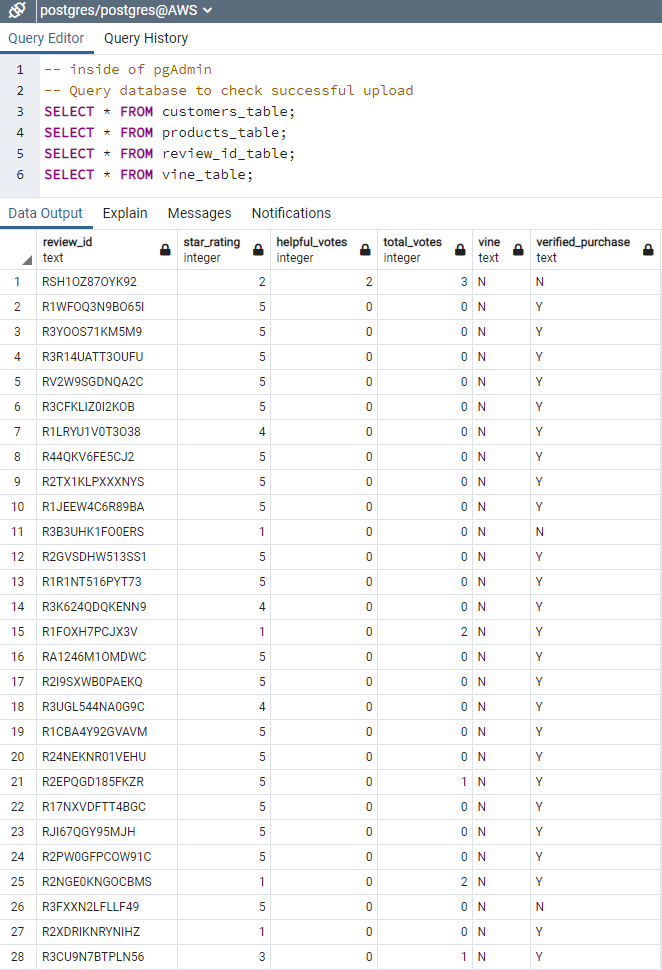 postgres/postgres@AWS
Query Editor Query History
1 -- inside of pgAdmin
2 -- Query database to check successful upload
3 SELECT * FROM customers_table;
4 SELECT * FROM products_table;
5 SELECT * FROM review_id_table;
6 SELECT * FROM vine_table;
Data Output Explain Messages Notifications
review_id star_rating helpful_votes total_votes vine verified_purchase
text integer integer integer text text
1 RSH1OZ87OYK92 2 2 3 N N
2 R1WFOQ3N9BO65I 5 0 0 N Y
3 R3YOOS71KM5M9 5 0 0 N Y
4 R3R14UATT3OUFU 5 0 0 N Y
5 RV2W9SGDNQA2C 5 0 0 N Y
6 R3CFKLIZ0I2KOB 5 0 0 N Y
7 R1LRYU1V0T3O38 4 0 0 N Y
8 R44QKV6FE5CJ2 5 0 0 N Y
9 R2TX1KLPXXXNYS 5 0 0 N Y
10 R1JEEW4C6R89BA 5 0 0 N Y
11 R3B3UHK1FO0ERS 1 0 0 N N
12 R2GVSDHW513SS1 5 0 0 N Y
13 R1R1NT516PYT73 5 0 0 N Y
14 R3K624QDQKENN9 4 0 0 N Y
15 R1FOXH7PCJX3V 1 0 2 N Y
16 RA1246M1OMDWC 5 0 0 N Y
17 R2I9SXWB0PAEKQ 5 0 0 N Y
18 R3UGL544NA0G9C 4 0 0 N Y
19 R1CBA4Y92GVAVM 5 0 0 N Y
20 R24NEKNR01VEHU 5 0 0 N Y
21 R2EPQGD185FKZR 5 0 1 N Y
22 R17NXVDFTT4BGC 5 0 0 N Y
23 RJI67QGY95MJH 5 0 0 N Y
24 R2PW0GFPCOW91C 5 0 0 N Y
25 R2NGE0KNGOCBMS 1 0 2 N Y
26 R3FXXN2LFLLF49 5 0 0 N N
27 R2XDRIKNRYNIHZ 1 0 0 N Y
28 R3CU9N7BTPLN56 3 0 1 N Y